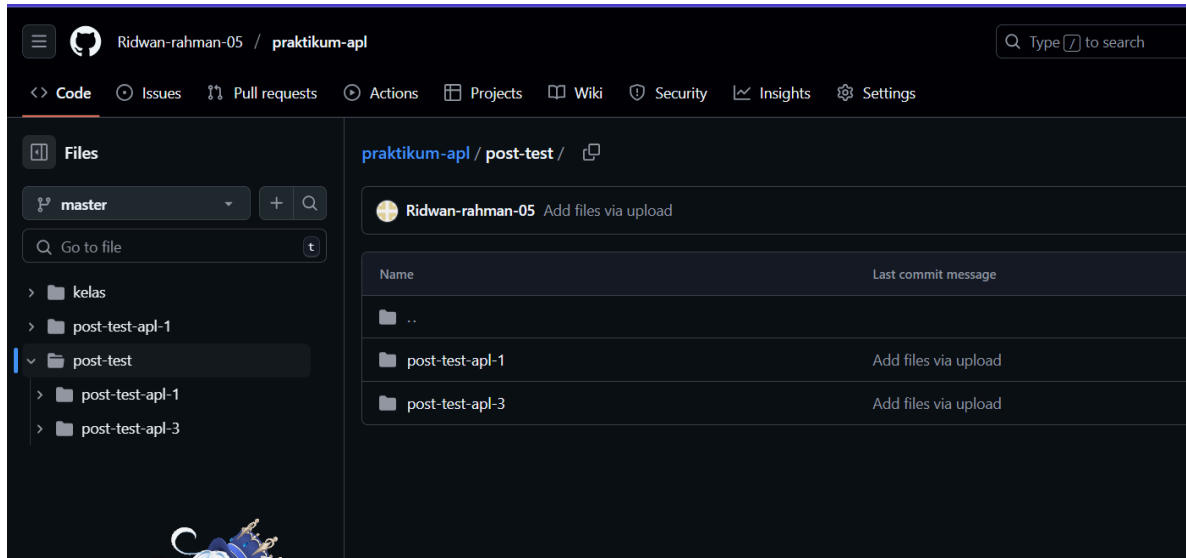 Ridwan-rahman-05 / praktikum-apl
Type / to search
Code Issues Pull requests Actions Projects Wiki Security Insights Settings
Files
master
Go to file t
kelas
post-test-apl-1
post-test
post-test-apl-1
post-test-apl-3
praktikum-apl / post-test /
Ridwan-rahman-05 Add files via upload
Name Last commit message
..
post-test-apl-1 Add files via upload
post-test-apl-3 Add files via upload